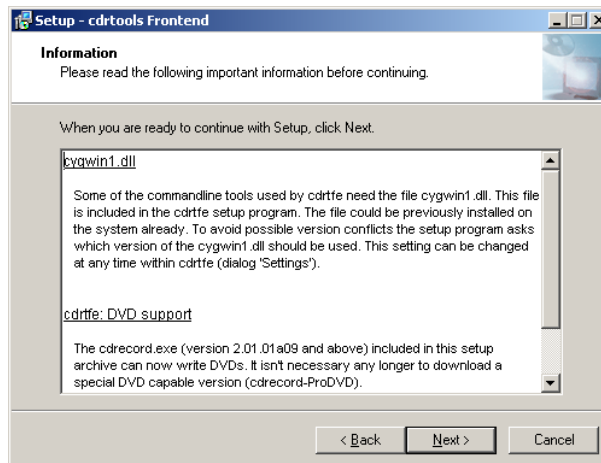 Setup - cdrtools Frontend
Information
Please read the following important information before continuing.
When you are ready to continue with Setup, click Next.
cygwin1.dll
Some of the commandline tools used by cdrtfe need the file cygwin1.dll. This file
is included in the cdrtfe setup program. The file could be previously installed on
the system already. To avoid possible version conflicts the setup program asks
which version of the cygwin1.dll should be used. This setting can be changed
at any time within cdrtfe (dialog 'Settings').
cdrtfe: DVD support
The cdrecord.exe (version 2.01.01a09 and above) included in this setup
archive can now write DVDs. It isn't necessary any longer to download a
special DVD capable version (cdrecord-ProDVD).
< Back
Next >
Cancel